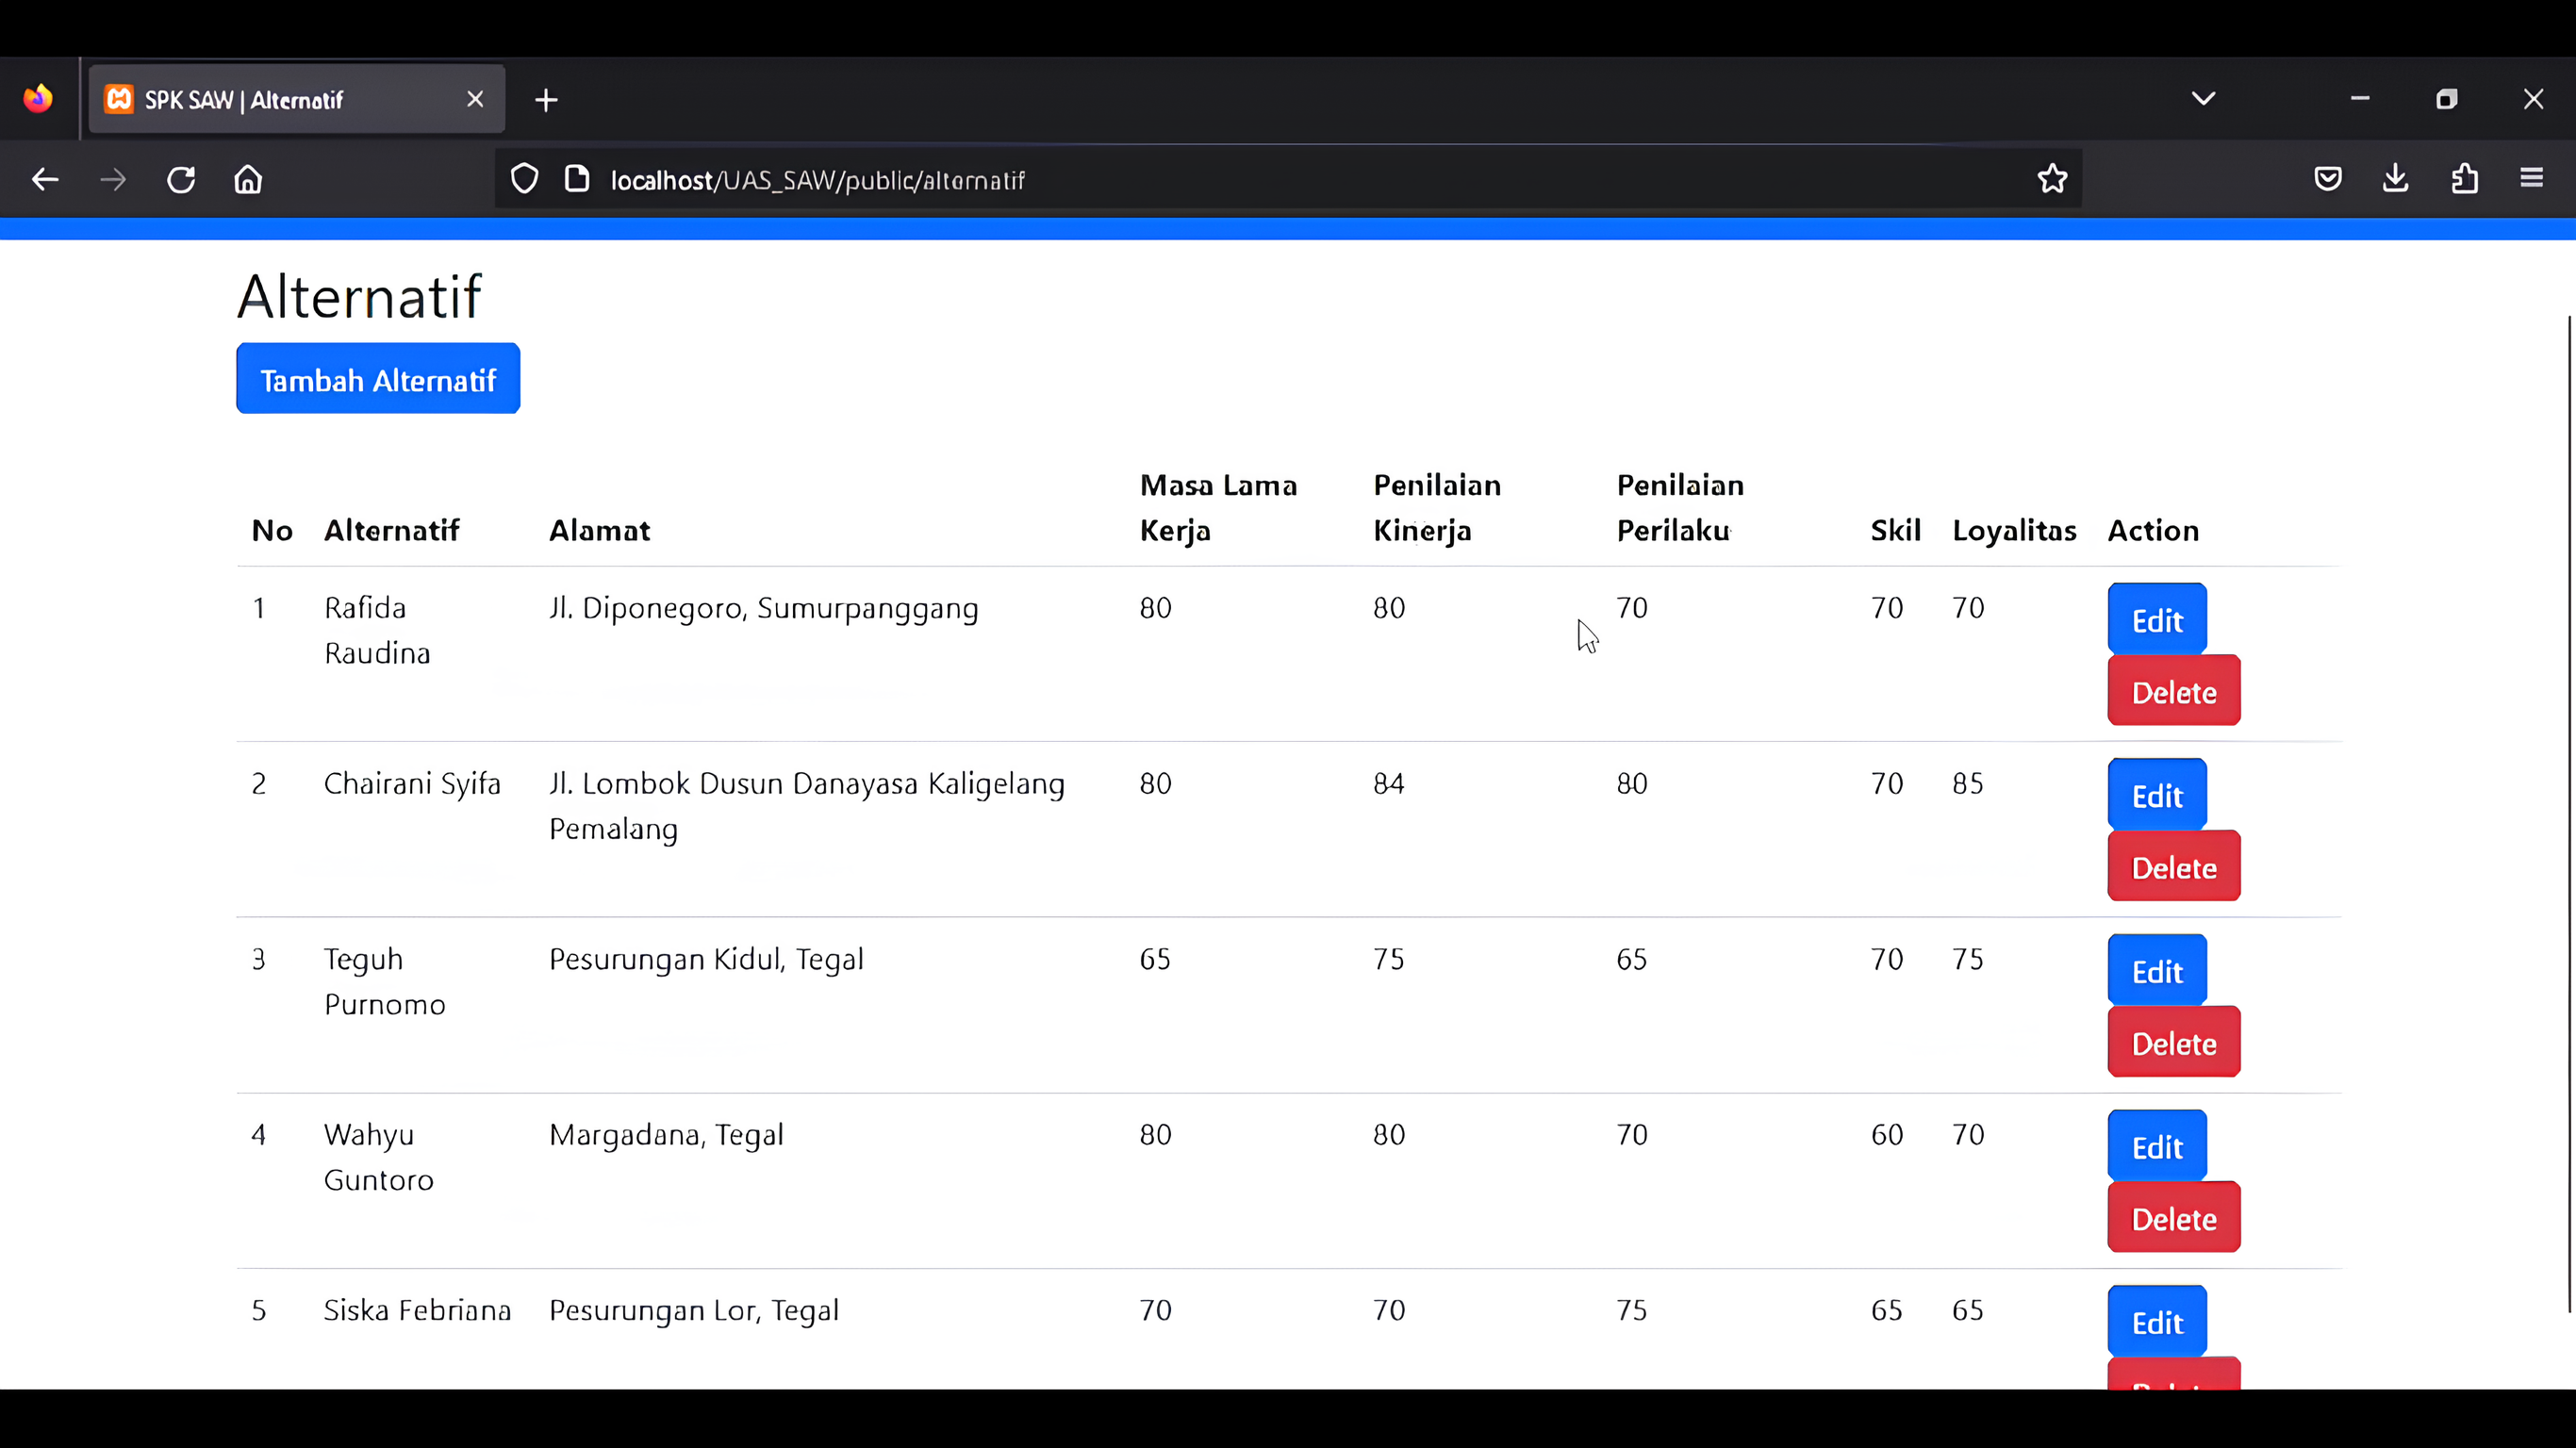 SPK SAW | Alternatif
localhost/UAS_SAW/public/alternatif
Alternatif
Tambah Alternatif
No Alternatif Alamat Masa Lama Kerja Penilaian Kinerja Penilaian Perilaku Skil Loyalitas Action
1 Rafida Raudina Jl. Diponegoro, Sumurpanggang 80 80 70 70 70 Edit
Delete
2 Chairani Syifa Jl. Lombok Dusun Danayasa Kaligelang Pemalang 80 84 80 70 85 Edit
Delete
3 Teguh Purnomo Pesurungan Kidul, Tegal 65 75 65 70 75 Edit
Delete
4 Wahyu Guntoro Margadana, Tegal 80 80 70 60 70 Edit
Delete
5 Siska Febriana Pesurungan Lor, Tegal 70 70 75 65 65 Edit